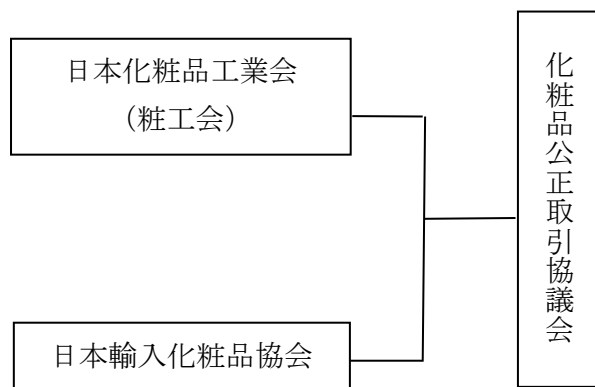 日本化粧品工業会
（粧工会）
日本輸入化粧品協会
化粧品公正取引協議会